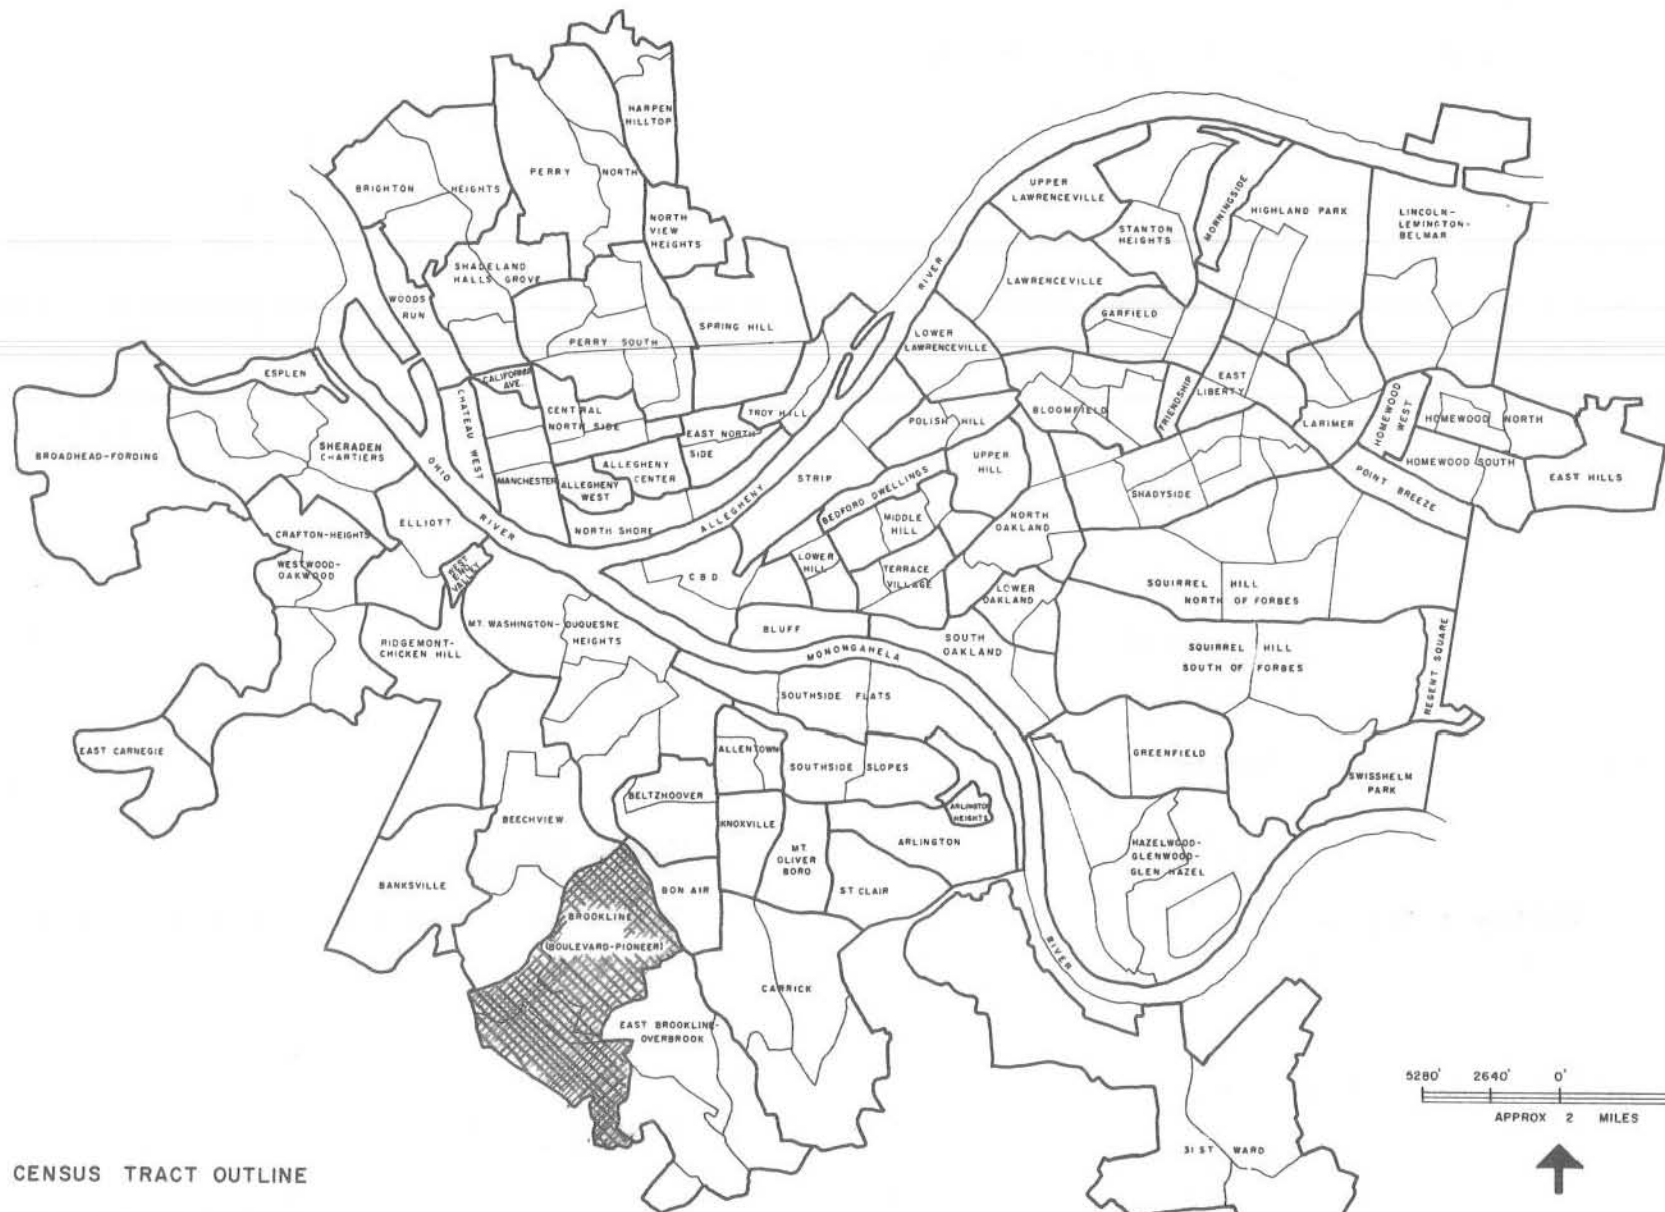 HARPEN
HILLTOP
PERRY NORTH
BRIGHTON HEIGHTS
NORTH
VIEW
HEIGHTS
SHADELAND
HALLS GROVE
WOODS
RUN
SPRING HILL
PERRY SOUTH
CALIFORNIA
AVE.
CHATEAU WEST
CENTRAL
NORTH SIDE
TROY HILL
EAST NORTH
SIDE
ALLEGHENY
CENTER
MANCHESTER
ALLEGHENY
WEST
NORTH SHORE
ESPLEN
BROADHEAD-FORDING
SHERADEN
CHARTIERS
OHIO RIVER
ALLEGHENY RIVER
ELLIOTT
CRAFTON-HEIGHTS
WESTWOOD-
OAKWOOD
WEST
END
VALLEY
RIDGEMONT-
CHICKEN HILL
MT. WASHINGTON-DUQUESNE
HEIGHTS
EAST CARNEGIE
UPPER
LAWRENCEVILLE
STANTON
HEIGHTS
MORNINGSIDE
HIGHLAND PARK
LINCOLN-
LEMINGTON-
BELMAR
LAWRENCEVILLE
GARFIELD
LOWER
LAWRENCEVILLE
FRIENDSHIP
EAST
LIBERTY
LARIMER
HOMEWOOD
WEST
HOMEWOOD NORTH
HOMEWOOD SOUTH
EAST HILLS
POINT BREEZE
BLOOMFIELD
POLISH HILL
UPPER
HILL
STRIP
BEDFORD DWELLINGS
MIDDLE
HILL
SHADYSIDE
NORTH
OAKLAND
LOWER
HILL
TERRACE
VILLAGE
CBD
LOWER
OAKLAND
BLUFF
SOUTH
OAKLAND
SQUIRREL HILL
NORTH OF FORBES
SQUIRREL HILL
SOUTH OF FORBES
REGENT SQUARE
MONONGAHELA
RIVER
SOUTHSIDE FLATS
ALLENTOWN
SOUTHSIDE SLOPES
GREENFIELD
SWISSHELM
PARK
BELTZHOOVER
KNOXVILLE
ARLINGTON
HEIGHTS
ARLINGTON
MT.
OLIVER
BORO
ST CLAIR
HAZELWOOD-
GLENWOOD-
GLEN HAZEL
BEECHVIEW
BANKSVILLE
BON AIR
BROOKLINE
(BOULEVARD-PIONEER)
CARRICK
EAST BROOKLINE-
OVERBROOK
31 ST WARD
5280' 2640' 0'
APPROX 2 MILES
CENSUS TRACT OUTLINE